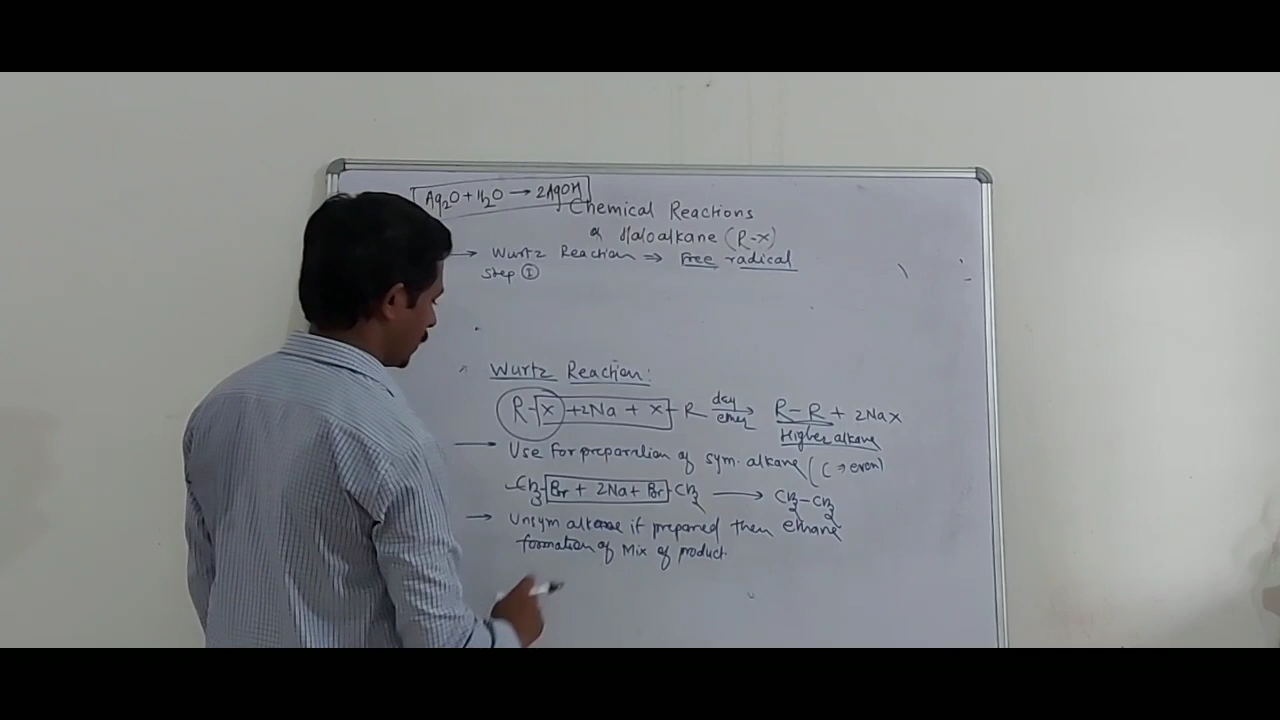 Ag₂O + H₂O → 2AgOH
Chemical Reactions
of Haloalkane (R-X)
→ Wurtz Reaction ⇒ Free radical
Step ①
Wurtz Reaction:
R-X + 2Na + X-R dry ether → R-R + 2NaX
Higher alkane
→ Use for preparation of sym. alkane (C ⇒ even)
CH₃-Br + 2Na + Br-CH₃ → CH₃-CH₃
→ Unsym alkane if prepared then ethane
formation of Mix of product.